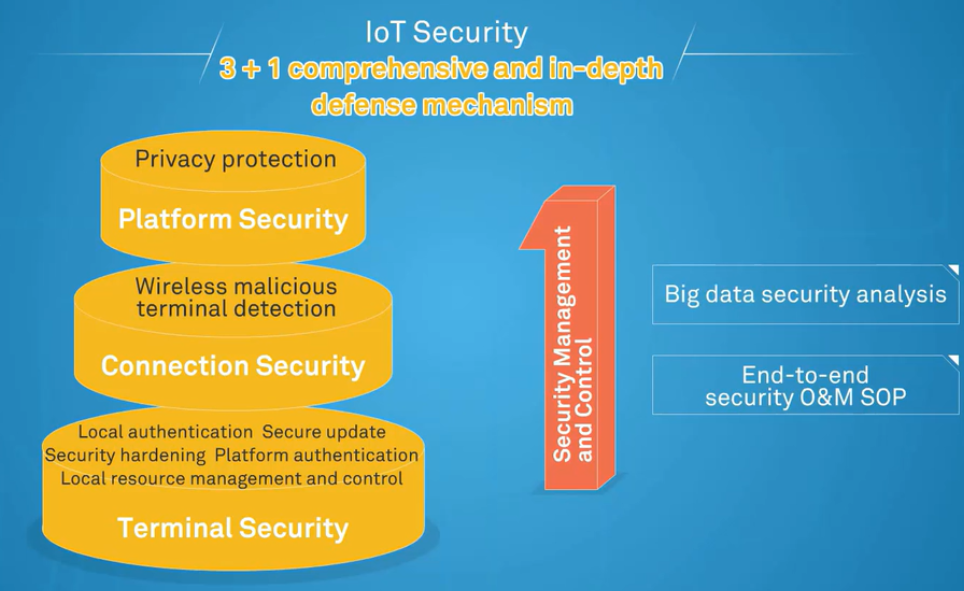 IoT Security
3 + 1 comprehensive and in-depth
defense mechanism
Privacy protection
Platform Security
Wireless malicious
terminal detection
Connection Security
Local authentication Secure update
Security hardening Platform authentication
Local resource management and control
Terminal Security
Security Management
and Control
Big data security analysis
End-to-end
security O&M SOP